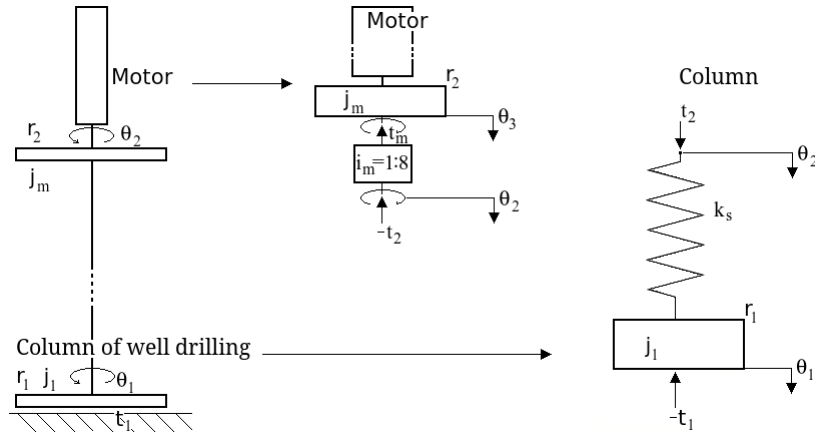 Motor
r₂
θ₂
jₘ
Column of well drilling
r₁ j₁
θ₁
t₁
Motor
r₂
jₘ
θ₃
tₘ
iₘ=1:8
θ₂
-t₂
Column
t₂
θ₂
kₛ
r₁
j₁
θ₁
-t₁